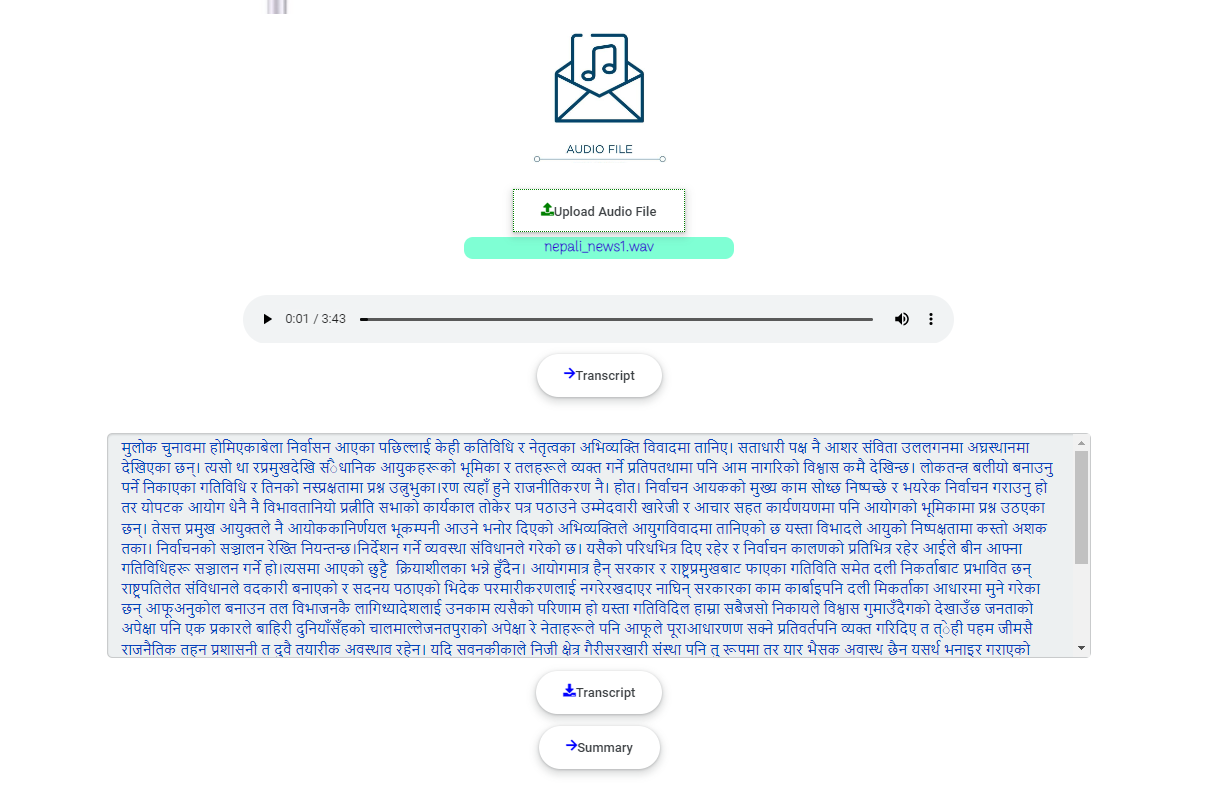 AUDIO FILE
Upload Audio File
nepali_news1.wav
0:01 / 3:43
Transcript
मुलोक चुनावमा होमिएकाबेला निर्वासन आएका पछिल्लाई केही कतिविधि र नेतृत्वका अभिव्यक्ति विवादमा तानिए। सताधारी पक्ष नै आशर संविता उललगनमा अग्रस्थानमा
देखिएका छन्। त्यसो था रप्रमुखदेखि संैधानिक आयुकहरूको भूमिका र तलहरूले व्यक्त गर्ने प्रतिपतथामा पनि आम नागरिको विश्वास कमै देखिन्छ। लोकतन्त्र बलीयो बनाउनु
पर्ने निकाएका गतिविधि र तिनको नस्प्रक्षतामा प्रश्न उत्नुभुका।रण त्यहाँ हुने राजनीतिकरण नै। होत। निर्वाचन आयकको मुख्य काम सोध्छ निष्पच्छे र भयरेक निर्वाचन गराउनु हो
तर योपटक आयोग धेनै नै विभावतानियो प्रत्नीति सभाको कार्यकाल तोकेर पत्र पठाउने उम्मेदवारी खारेजी र आचार सहत कार्यणयणमा पनि आयोगको भूमिकामा प्रश्न उठएका
छन्। तेसत्त प्रमुख आयुक्तले नै आयोककानिर्णयल भूकम्पनी आउने भनोर दिएको अभिव्यक्तिले आयुगविवादमा तानिएको छ यस्ता विभादले आयुको निष्पक्षतामा कस्तो अशक
तका। निर्वाचनको सञ्चालन रेख्ति नियन्तन्छ।निर्देशन गर्ने व्यवस्था संविधानले गरेको छ। यसैको परिधभित्र दिए रहेर र निर्वाचन कालणको प्रतिभित्र रहेर आईले बीन आफ्ना
गतिविधिहरू सञ्चालन गर्ने हो।त्यसमा आएको छुट्टै क्रियाशीलका भन्ने हुँदैन। आयोगमात्र हैन् सरकार र राष्ट्रप्रमुखबाट फाएका गतिविति समेत दली निकर्ताबाट प्रभावित छन्
राष्ट्रपतिलेत संविधानले वदकारी बनाएको र सदनय पठाएको भिदेक परमारीकरणलाई नगरेरखदाएर नाघिन् सरकारका काम कार्बाइपनि दली मिकर्ताका आधारमा मुने गरेका
छन् आफूअनुकोल बनाउन तल विभाजनकै लागिध्यादेशलाई उनकाम त्यसैको परिणाम हो यस्ता गतिविदिल हाम्रा सबैजसो निकायले विश्वास गुमाउँदैगको देखाउँछ जनताको
अपेक्षा पनि एक प्रकारले बाहिरी दुनियाँसँहको चालमाल्लेजनतपुराको अपेक्षा रे नेताहरूले पनि आफूले पूराआधारणण सक्ने प्रतिवर्तपनि व्यक्त गरिदिए त त्ेही पहम जीमसै
राजनैतिक तहन प्रशासनी त दुवै तयारीक अवस्थाव रहेन। यदि सवनकीकाले निजी क्षेत्र गैरीसरखारी संस्था पनि त् रूपमा तर यार भैसक अवास्थ छैन यसर्थ भनाइर गराएको
Transcript
Summary